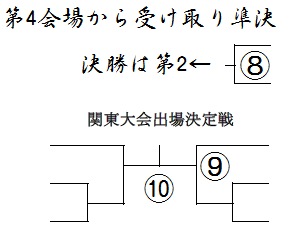 第4会場から受け取り準決
決勝は第2← ⑧
関東大会出場決定戦
⑨
⑩